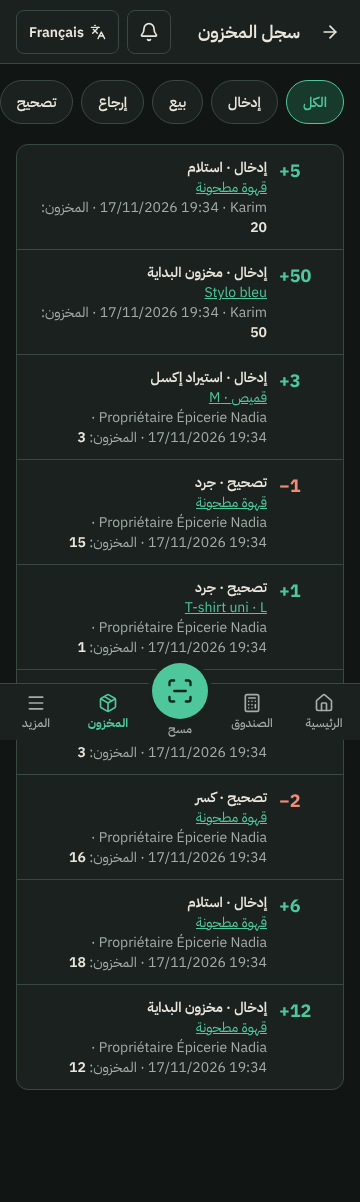 سجل المخزون
Français
الكل
إدخال
بيع
إرجاع
تصحيح
+5
إدخال · استلام
قهوة مطحونة
Karim · 17/11/2026 19:34 · المخزون:
20
+50
إدخال · مخزون البداية
Stylo bleu
Karim · 17/11/2026 19:34 · المخزون:
50
+3
إدخال · استيراد إكسل
قميص · M
Propriétaire Épicerie Nadia ·
17/11/2026 19:34 · المخزون: 3
−1
تصحيح · جرد
قهوة مطحونة
Propriétaire Épicerie Nadia ·
17/11/2026 19:34 · المخزون: 15
+1
تصحيح · جرد
T-shirt uni · L
Propriétaire Épicerie Nadia ·
17/11/2026 19:34 · المخزون: 1
الرئيسية
الصندوق
مسح
المخزون
المزيد
17/11/2026 19:34 · المخزون: 3
−2
تصحيح · كسر
قهوة مطحونة
Propriétaire Épicerie Nadia ·
17/11/2026 19:34 · المخزون: 16
+6
إدخال · استلام
قهوة مطحونة
Propriétaire Épicerie Nadia ·
17/11/2026 19:34 · المخزون: 18
+12
إدخال · مخزون البداية
قهوة مطحونة
Propriétaire Épicerie Nadia ·
17/11/2026 19:34 · المخزون: 12